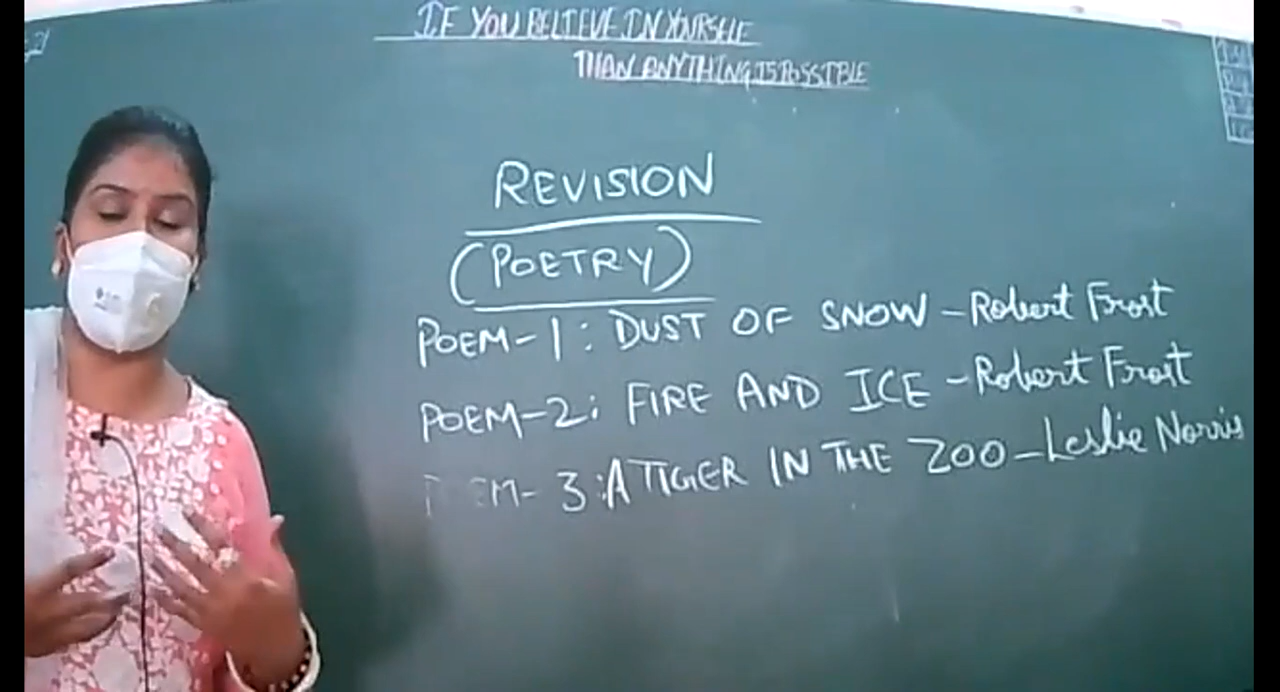 IF YOU BELIEVE IN YOURSELF
THAN ANYTHING IS POSSIBLE
REVISION
(POETRY)
POEM-1: DUST OF SNOW - Robert Frost
POEM-2: FIRE AND ICE - Robert Frost
POEM-3: A TIGER IN THE ZOO - Leslie Norris